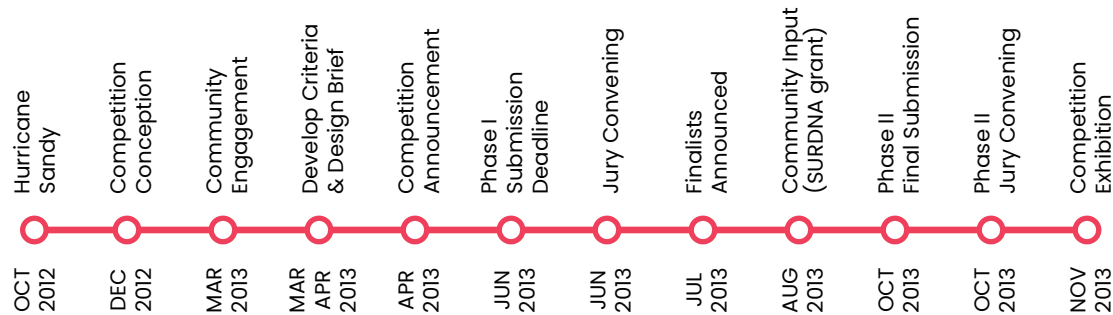 Hurricane
Sandy
Competition
Conception
Community
Engagement
Develop Criteria
& Design Brief
Competition
Announcement
Phase I
Submission
Deadline
Jury Convening
Finalists
Announced
Community Input
(SURDNA grant)
Phase II
Final Submission
Phase II
Jury Convening
Competition
Exhibition
OCT
2012
DEC
2012
MAR
2013
MAR
APR
2013
APR
2013
JUN
2013
JUN
2013
JUL
2013
AUG
2013
OCT
2013
OCT
2013
NOV
2013